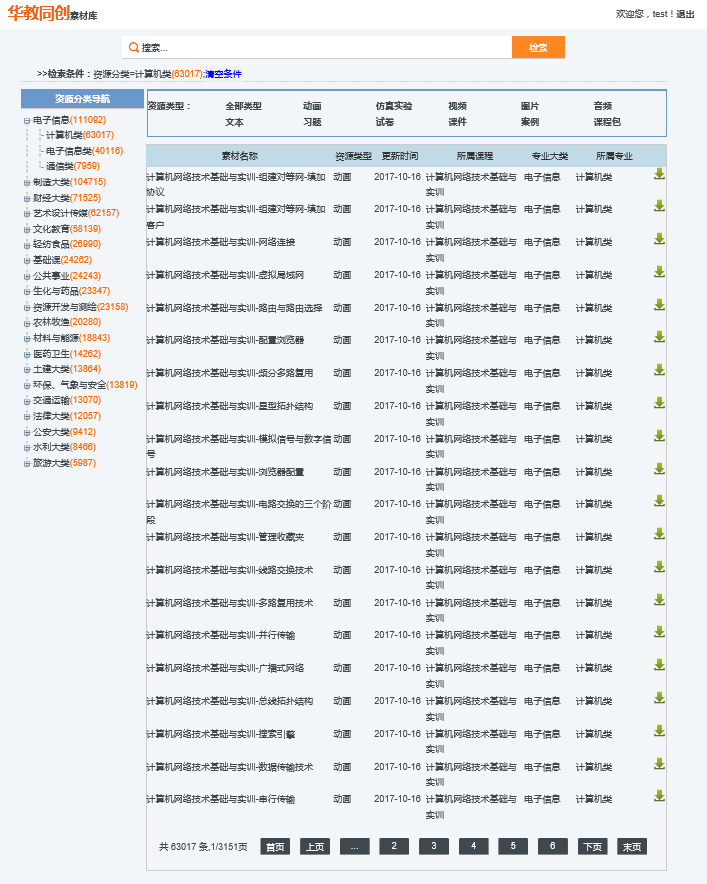 华教同创素材库
欢迎您，test！退出
搜索...
检索
>>检索条件：资源分类=计算机类(63017);清空条件
资源分类导航
电子信息(111092)
计算机类(63017)
电子信息类(40116)
通信类(7959)
制造大类(104715)
财经大类(71525)
艺术设计传媒(62157)
文化教育(58139)
轻纺食品(26990)
基础课(24262)
公共事业(24243)
生化与药品(23347)
资源开发与测绘(23158)
农林牧渔(20280)
材料与能源(18843)
医药卫生(14262)
土建大类(13864)
环保、气象与安全(13819)
交通运输(13070)
法律大类(12057)
公安大类(9412)
水利大类(8466)
旅游大类(5987)
资源类型： 全部类型 动画 仿真实验 视频 图片 音频
文本 习题 试卷 课件 案例 课程包
素材名称 资源类型 更新时间 所属课程 专业大类 所属专业
计算机网络技术基础与实训-组建对等网-填加 动画 2017-10-16 计算机网络技术基础与 电子信息 计算机类
协议 实训
计算机网络技术基础与实训-组建对等网-填加 动画 2017-10-16 计算机网络技术基础与 电子信息 计算机类
客户 实训
计算机网络技术基础与实训-网络连接 动画 2017-10-16 计算机网络技术基础与 电子信息 计算机类
实训
计算机网络技术基础与实训-虚拟局域网 动画 2017-10-16 计算机网络技术基础与 电子信息 计算机类
实训
计算机网络技术基础与实训-路由与路由选择 动画 2017-10-16 计算机网络技术基础与 电子信息 计算机类
实训
计算机网络技术基础与实训-配置浏览器 动画 2017-10-16 计算机网络技术基础与 电子信息 计算机类
实训
计算机网络技术基础与实训-频分多路复用 动画 2017-10-16 计算机网络技术基础与 电子信息 计算机类
实训
计算机网络技术基础与实训-星型拓扑结构 动画 2017-10-16 计算机网络技术基础与 电子信息 计算机类
实训
计算机网络技术基础与实训-模拟信号与数字信 动画 2017-10-16 计算机网络技术基础与 电子信息 计算机类
号 实训
计算机网络技术基础与实训-浏览器配置 动画 2017-10-16 计算机网络技术基础与 电子信息 计算机类
实训
计算机网络技术基础与实训-电路交换的三个阶 动画 2017-10-16 计算机网络技术基础与 电子信息 计算机类
段 实训
计算机网络技术基础与实训-管理收藏夹 动画 2017-10-16 计算机网络技术基础与 电子信息 计算机类
实训
计算机网络技术基础与实训-线路交换技术 动画 2017-10-16 计算机网络技术基础与 电子信息 计算机类
实训
计算机网络技术基础与实训-多路复用技术 动画 2017-10-16 计算机网络技术基础与 电子信息 计算机类
实训
计算机网络技术基础与实训-并行传输 动画 2017-10-16 计算机网络技术基础与 电子信息 计算机类
实训
计算机网络技术基础与实训-广播式网络 动画 2017-10-16 计算机网络技术基础与 电子信息 计算机类
实训
计算机网络技术基础与实训-总线拓扑结构 动画 2017-10-16 计算机网络技术基础与 电子信息 计算机类
实训
计算机网络技术基础与实训-搜索引擎 动画 2017-10-16 计算机网络技术基础与 电子信息 计算机类
实训
计算机网络技术基础与实训-数据传输技术 动画 2017-10-16 计算机网络技术基础与 电子信息 计算机类
实训
计算机网络技术基础与实训-串行传输 动画 2017-10-16 计算机网络技术基础与 电子信息 计算机类
实训
共 63017 条,1/3151页 首页 上页 ... 2 3 4 5 6 下页 末页